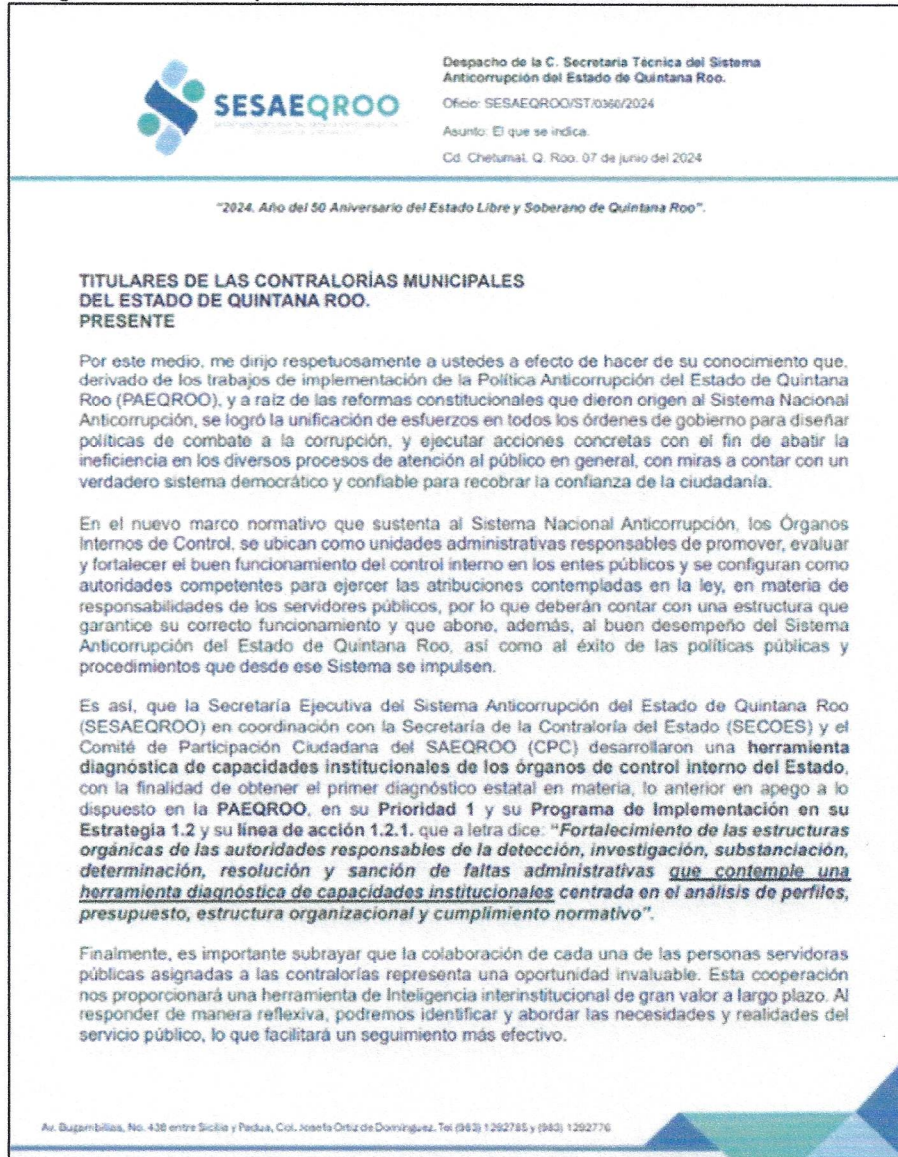 SESAEQROO
Despacho de la C. Secretaria Técnica del Sistema
Anticorrupción del Estado de Quintana Roo.
Oficio: SESAEQROO/ST/0360/2024
Asunto: El que se indica.
Cd. Chetumal, Q. Roo. 07 de junio del 2024
"2024, Año del 50 Aniversario del Estado Libre y Soberano de Quintana Roo".
TITULARES DE LAS CONTRALORÍAS MUNICIPALES
DEL ESTADO DE QUINTANA ROO.
PRESENTE
Por este medio, me dirijo respetuosamente a ustedes a efecto de hacer de su conocimiento que,
derivado de los trabajos de implementación de la Política Anticorrupción del Estado de Quintana
Roo (PAEQROO), y a raíz de las reformas constitucionales que dieron origen al Sistema Nacional
Anticorrupción, se logró la unificación de esfuerzos en todos los órdenes de gobierno para diseñar
políticas de combate a la corrupción, y ejecutar acciones concretas con el fin de abatir la
ineficiencia en los diversos procesos de atención al público en general, con miras a contar con un
verdadero sistema democrático y confiable para recobrar la confianza de la ciudadanía.
En el nuevo marco normativo que sustenta al Sistema Nacional Anticorrupción, los Órganos
Internos de Control, se ubican como unidades administrativas responsables de promover, evaluar
y fortalecer el buen funcionamiento del control interno en los entes públicos y se configuran como
autoridades competentes para ejercer las atribuciones contempladas en la ley, en materia de
responsabilidades de los servidores públicos, por lo que deberán contar con una estructura que
garantice su correcto funcionamiento y que abone, además, al buen desempeño del Sistema
Anticorrupción del Estado de Quintana Roo, así como al éxito de las políticas públicas y
procedimientos que desde ese Sistema se impulsen.
Es así, que la Secretaría Ejecutiva del Sistema Anticorrupción del Estado de Quintana Roo
(SESAEQROO) en coordinación con la Secretaría de la Contraloría del Estado (SECOES) y el
Comité de Participación Ciudadana del SAEQROO (CPC) desarrollaron una herramienta
diagnóstica de capacidades institucionales de los órganos de control interno del Estado,
con la finalidad de obtener el primer diagnóstico estatal en materia, lo anterior en apego a lo
dispuesto en la PAEQROO, en su Prioridad 1 y su Programa de Implementación en su
Estrategia 1.2 y su línea de acción 1.2.1. que a letra dice: "Fortalecimiento de las estructuras
orgánicas de las autoridades responsables de la detección, investigación, substanciación,
determinación, resolución y sanción de faltas administrativas que contemple una
herramienta diagnóstica de capacidades institucionales centrada en el análisis de perfiles,
presupuesto, estructura organizacional y cumplimiento normativo".
Finalmente, es importante subrayar que la colaboración de cada una de las personas servidoras
públicas asignadas a las contralorías representa una oportunidad invaluable. Esta cooperación
nos proporcionará una herramienta de Inteligencia interinstitucional de gran valor a largo plazo. Al
responder de manera reflexiva, podremos identificar y abordar las necesidades y realidades del
servicio público, lo que facilitará un seguimiento más efectivo.
Av. Bugambilias, No. 438 entre Sicilia y Padua, Col. Josefa Ortiz de Domínguez. Tel (983) 1292785 y (983) 1292776